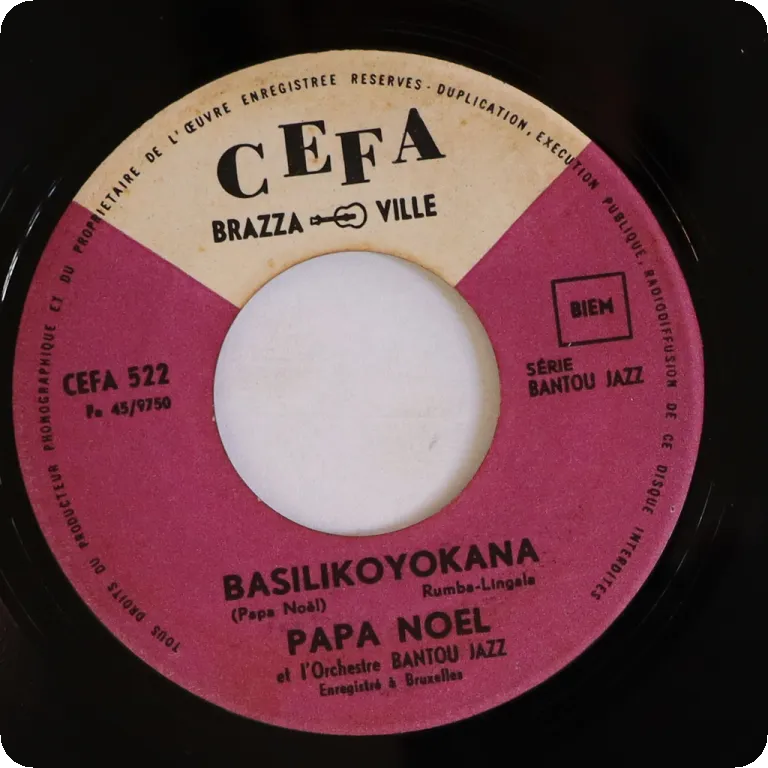 TOUS DROITS DU PRODUCTEUR PHONOGRAPHIQUE ET DU PROPRIETAIRE DE L'ŒUVRE ENREGISTREE RESERVES - DUPLICATION, EXECUTION PUBLIQUE, RADIODIFFUSION DE CE DISQUE INTERDITES
CEFA
BRAZZA VILLE
BIEM
CEFA 522
Pa 45/9750
SÉRIE
BANTOU JAZZ
BASILIKOYOKANA
(Papa Noël) Rumba-Lingala
PAPA NOEL
et l'Orchestre BANTOU JAZZ
Enregistré à Bruxelles